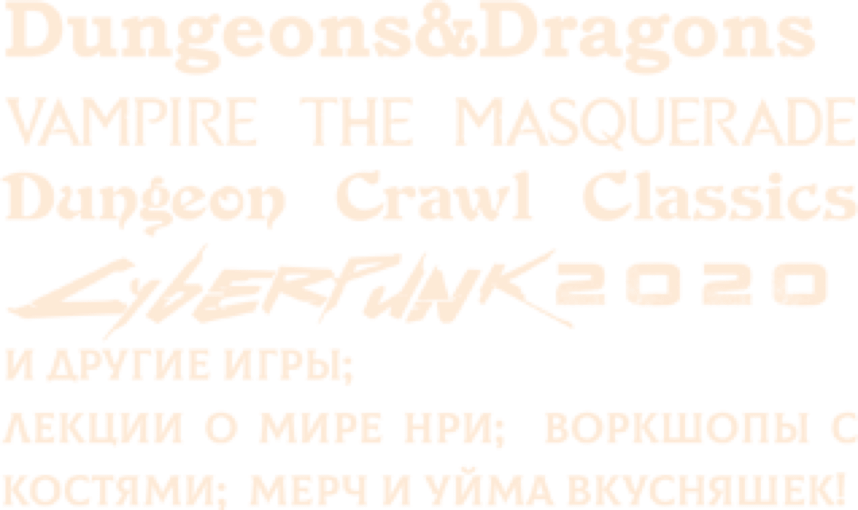 Dungeons&Dragons
VAMPIRE THE MASQUERADE
Dungeon Crawl Classics
CYBERPUNK 2020
И ДРУГИЕ ИГРЫ;
ЛЕКЦИИ О МИРЕ НРИ; ВОРКШОПЫ С
КОСТЯМИ; МЕРЧ И УЙМА ВКУСНЯШЕК!